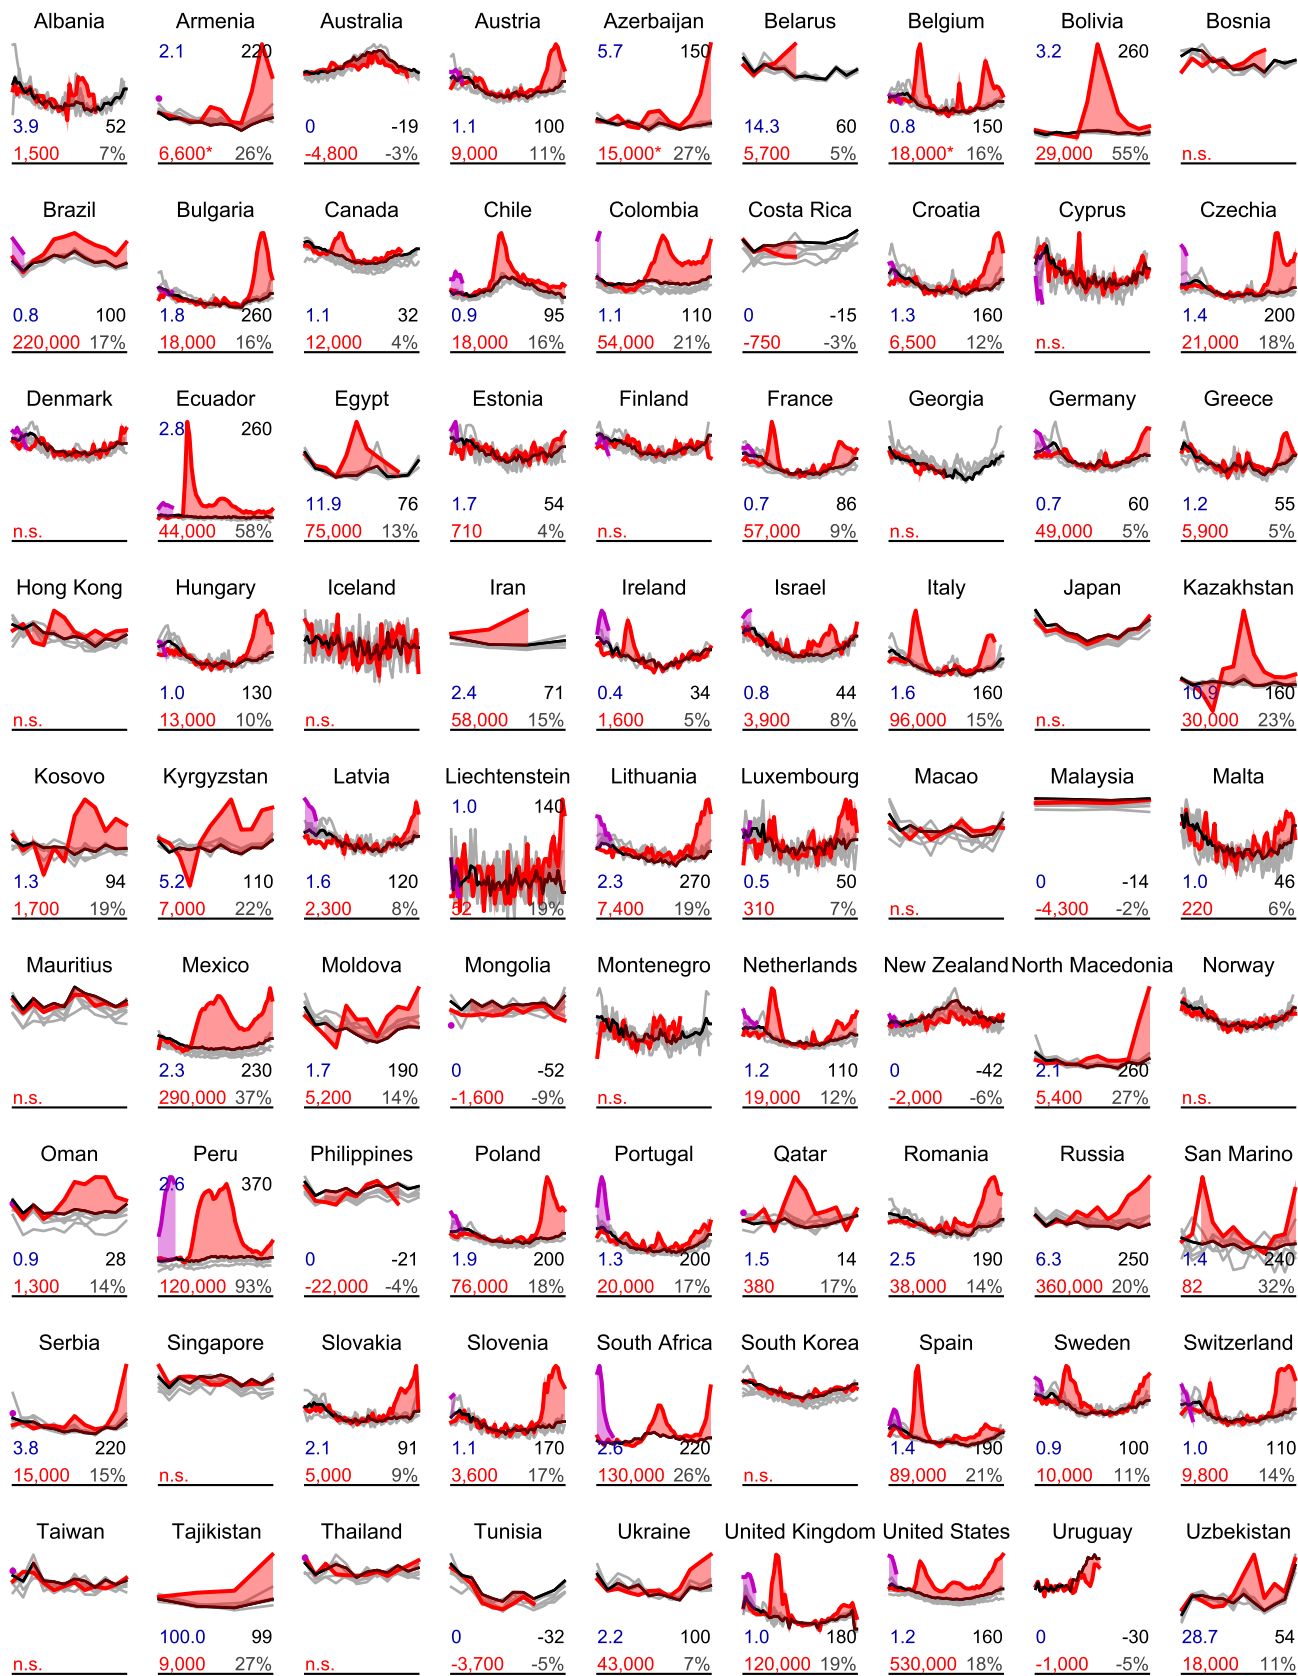 Albania Armenia Australia Austria Azerbaijan Belarus Belgium Bolivia Bosnia
2.1 220 5.7 150 3.2 260
3.9 52 0 -19 1.1 100 14.3 60 0.8 150
1,500 7% 6,600* 26% -4,800 -3% 9,000 11% 15,000* 27% 5,700 5% 18,000* 16% 29,000 55% n.s.
Brazil Bulgaria Canada Chile Colombia Costa Rica Croatia Cyprus Czechia
0.8 100 1.8 260 1.1 32 0.9 95 1.1 110 0 -15 1.3 160 1.4 200
220,000 17% 18,000 16% 12,000 4% 18,000 16% 54,000 21% -750 -3% 6,500 12% n.s. 21,000 18%
Denmark Ecuador Egypt Estonia Finland France Georgia Germany Greece
2.8 260
11.9 76 1.7 54 0.7 86 0.7 60 1.2 55
n.s. 44,000 58% 75,000 13% 710 4% n.s. 57,000 9% n.s. 49,000 5% 5,900 5%
Hong Kong Hungary Iceland Iran Ireland Israel Italy Japan Kazakhstan
1.0 130 2.4 71 0.4 34 0.8 44 1.6 160 10.9 160
n.s. 13,000 10% n.s. 58,000 15% 1,600 5% 3,900 8% 96,000 15% n.s. 30,000 23%
Kosovo Kyrgyzstan Latvia Liechtenstein Lithuania Luxembourg Macao Malaysia Malta
1.0 140
1.3 94 5.2 110 1.6 120 2.3 270 0.5 50 0 -14 1.0 46
1,700 19% 7,000 22% 2,300 8% 52 19% 7,400 19% 310 7% n.s. -4,300 -2% 220 6%
Mauritius Mexico Moldova Mongolia Montenegro Netherlands New Zealand North Macedonia Norway
2.3 230 1.7 190 0 -52 1.2 110 0 -42 2.1 260
n.s. 290,000 37% 5,200 14% -1,600 -9% n.s. 19,000 12% -2,000 -6% 5,400 27% n.s.
Oman Peru Philippines Poland Portugal Qatar Romania Russia San Marino
2.6 370
0.9 28 0 -21 1.9 200 1.3 200 1.5 14 2.5 190 6.3 250 1.4 240
1,300 14% 120,000 93% -22,000 -4% 76,000 18% 20,000 17% 380 17% 38,000 14% 360,000 20% 82 32%
Serbia Singapore Slovakia Slovenia South Africa South Korea Spain Sweden Switzerland
3.8 220 2.1 91 1.1 170 2.6 220 1.4 190 0.9 100 1.0 110
15,000 15% n.s. 5,000 9% 3,600 17% 130,000 26% n.s. 89,000 21% 10,000 11% 9,800 14%
Taiwan Tajikistan Thailand Tunisia Ukraine United Kingdom United States Uruguay Uzbekistan
100.0 99 0 -32 2.2 100 1.0 180 1.2 160 0 -30 28.7 54
n.s. 9,000 27% n.s. -3,700 -5% 43,000 7% 120,000 19% 530,000 18% -1,000 -5% 18,000 11%